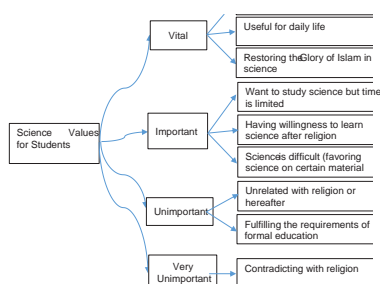 Vital
Useful for daily life
Restoring theGlory of Islam in
science
Science Values
for Students
Important
Want to study science but time
is limited
Having willingness to learn
science after religion
Scienceis difficult (favoring
science on certain material
Unimportant
Unrelated with religion or
hereafter
Fulfilling the requirements of
formal education
Very
Unimportant
Contradicting with religion